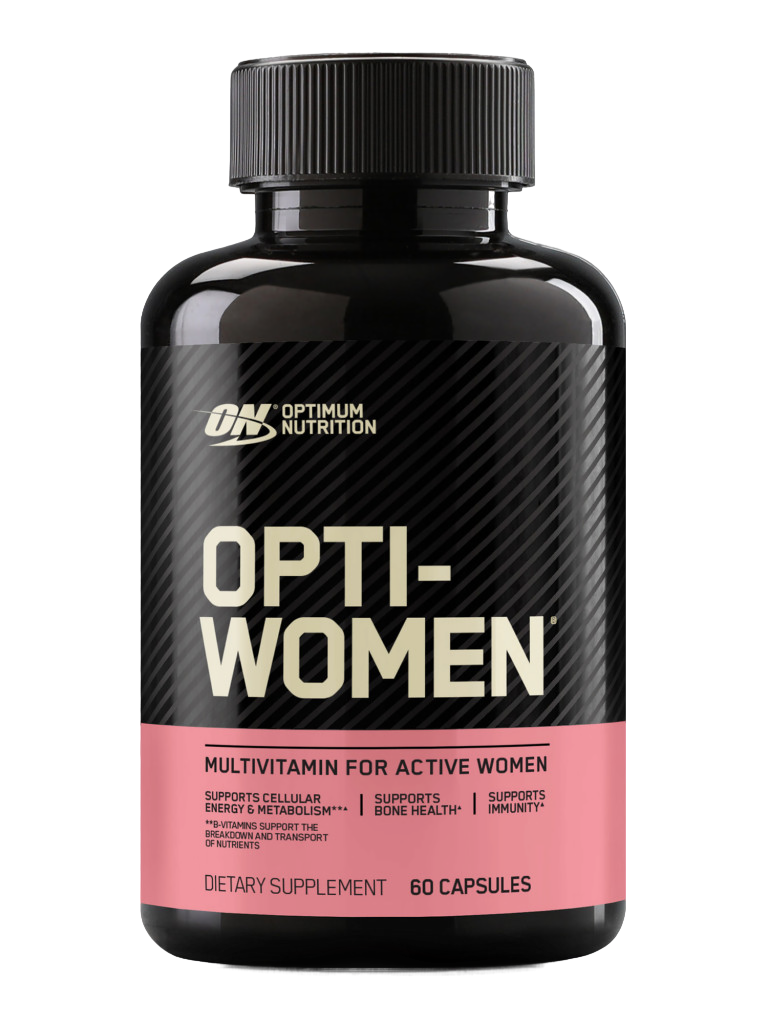 ON® OPTIMUM
NUTRITION
OPTI-
WOMEN®
MULTIVITAMIN FOR ACTIVE WOMEN
SUPPORTS CELLULAR
ENERGY & METABOLISM**▲
SUPPORTS
BONE HEALTH▲
SUPPORTS
IMMUNITY▲
**B-VITAMINS SUPPORT THE
BREAKDOWN AND TRANSPORT
OF NUTRIENTS
DIETARY SUPPLEMENT 60 CAPSULES